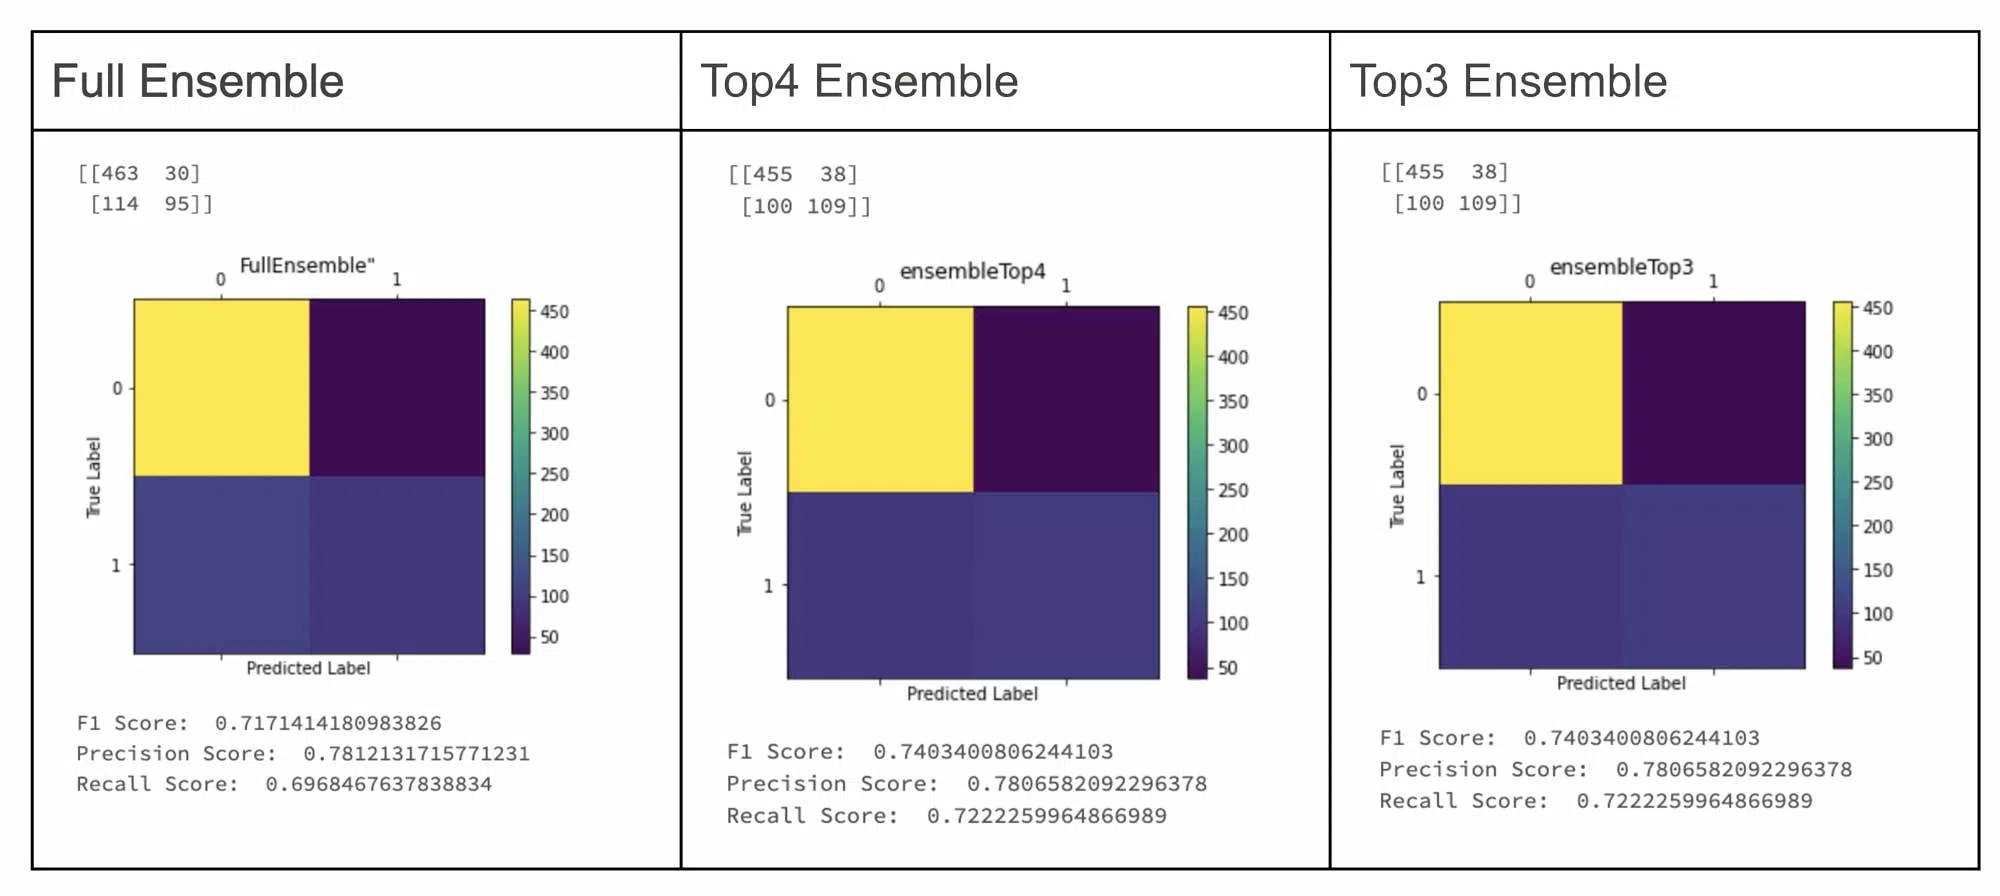 Full Ensemble
[[463  30]
[114  95]]
FullEnsemble"
0 1
450
400
350
300
250
200
150
100
50
0
1
True Label
Predicted Label
F1 Score:  0.7171414180983826
Precision Score:  0.7812131715771231
Recall Score:  0.6968467637838834
Top4 Ensemble
[[455  38]
[100 109]]
ensembleTop4
0 1
450
400
350
300
250
200
150
100
50
0
1
True Label
Predicted Label
F1 Score:  0.7403400806244103
Precision Score:  0.7806582092296378
Recall Score:  0.7222259964866989
Top3 Ensemble
[[455  38]
[100 109]]
ensembleTop3
0 1
450
400
350
300
250
200
150
100
50
0
1
True Label
Predicted Label
F1 Score:  0.7403400806244103
Precision Score:  0.7806582092296378
Recall Score:  0.7222259964866989